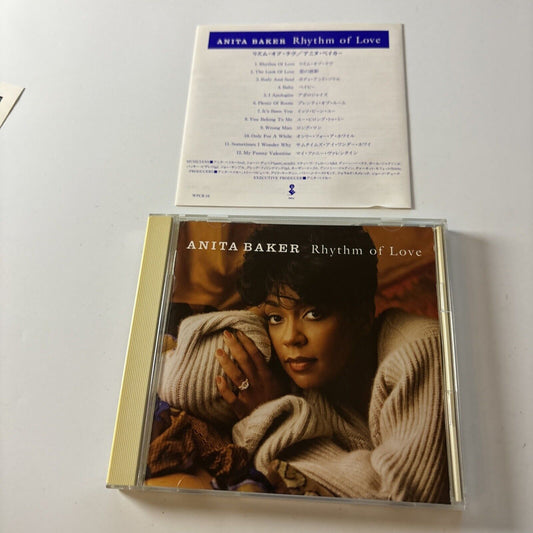 ANITA BAKER Rhythm of Love
リズム・オブ・ラヴ/アニタ・ベイカー
1. Rhythm Of Love リズム・オブ・ラヴ
2. The Look Of Love 恋の面影
3. Body And Soul ボディ・アンド・ソウル
4. Baby ベイビー
5. I Apologize アポロジャイズ
6. Plenty Of Room プレンティ・オブ・ルーム
7. It's Been You イッツ・ビーン・ユー
8. You Belong To Me ユー・ビロング・トゥ・ミー
9. Wrong Man ロング・マン
10. Only For A While オンリー・フォー・ア・ホワイル
11. Sometimes I Wonder Why サムタイムズ・アイ・ワンダー・ホワイ
12. My Funny Valentine マイ・ファニー・ヴァレンタイン
EXECUTIVE PRODUCER■アニタ・ベイカー
ANITA BAKER Rhythm of Love